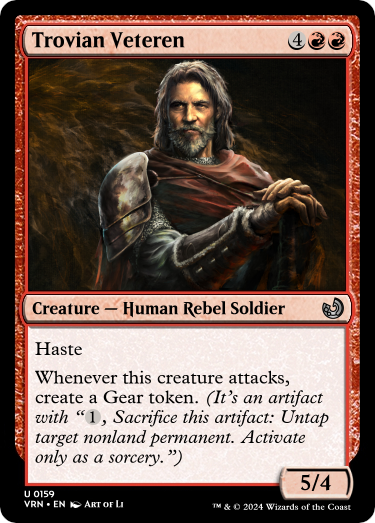 Trovian Veteren 4
Creature — Human Rebel Soldier
Haste
Whenever this creature attacks,
create a Gear token. (It's an artifact
with “1, Sacrifice this artifact: Untap
target nonland permanent. Activate
only as a sorcery.”)
5/4
U 0159
VRN • EN Art of Li
™ & © 2024 Wizards of the Coast